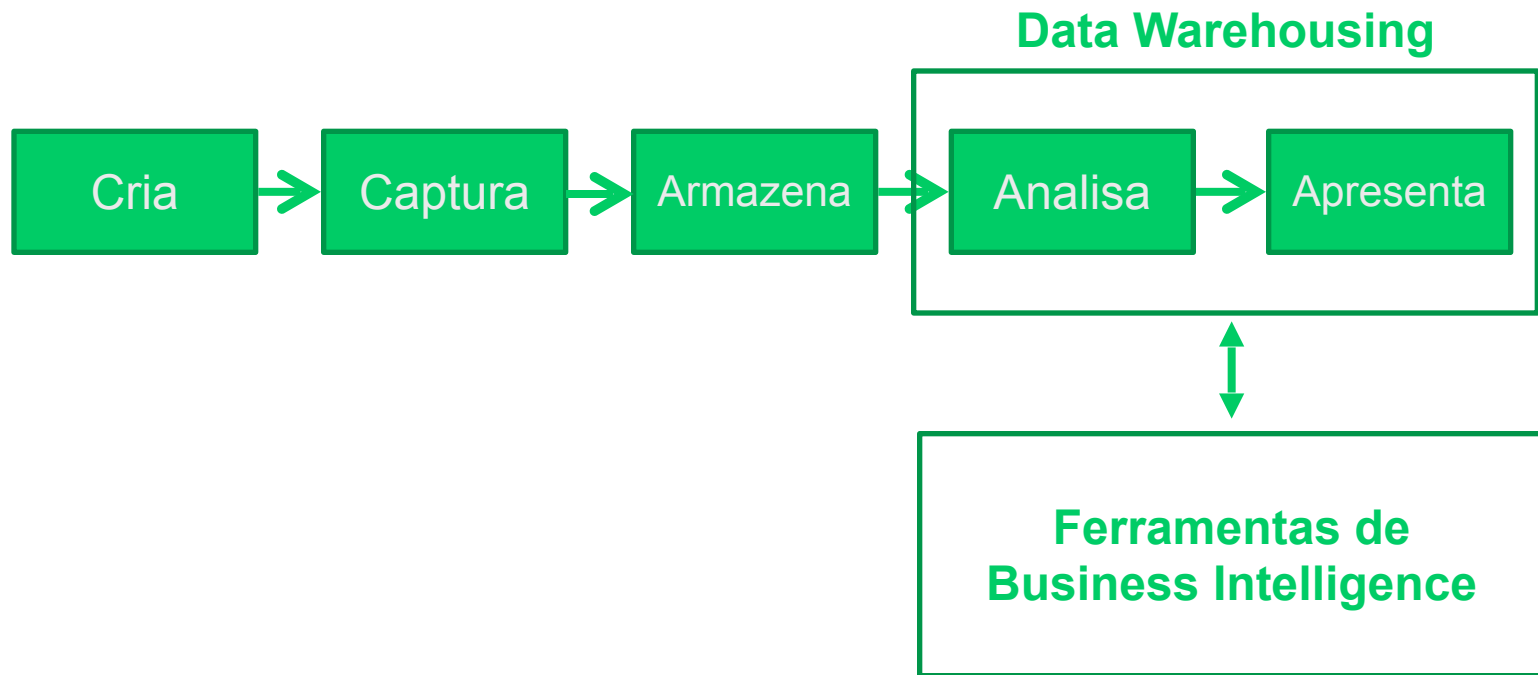 Data Warehousing
Cria
Captura
Armazena
Analisa
Apresenta
Ferramentas de
Business Intelligence